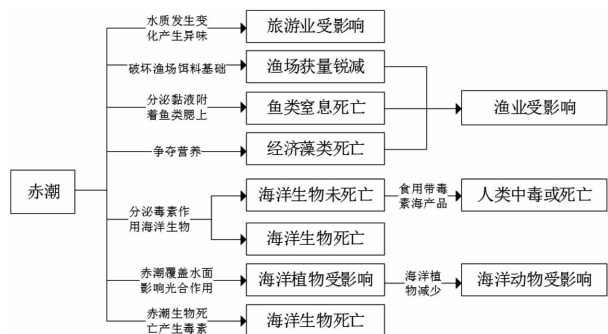 水质发生变
化产生异味
旅游业受影响
破坏渔场饵料基础
渔场获量锐减
分泌黏液附
着鱼类腮上
鱼类窒息死亡
渔业受影响
争夺营养
经济藻类死亡
赤潮
分泌毒素作
用海洋生物
海洋生物未死亡
食用带毒
素海产品
人类中毒或死亡
海洋生物死亡
赤潮覆盖水面
影响光合作用
海洋植物受影响
海洋植
物减少
海洋动物受影响
赤潮生物死
亡产生毒素
海洋生物死亡